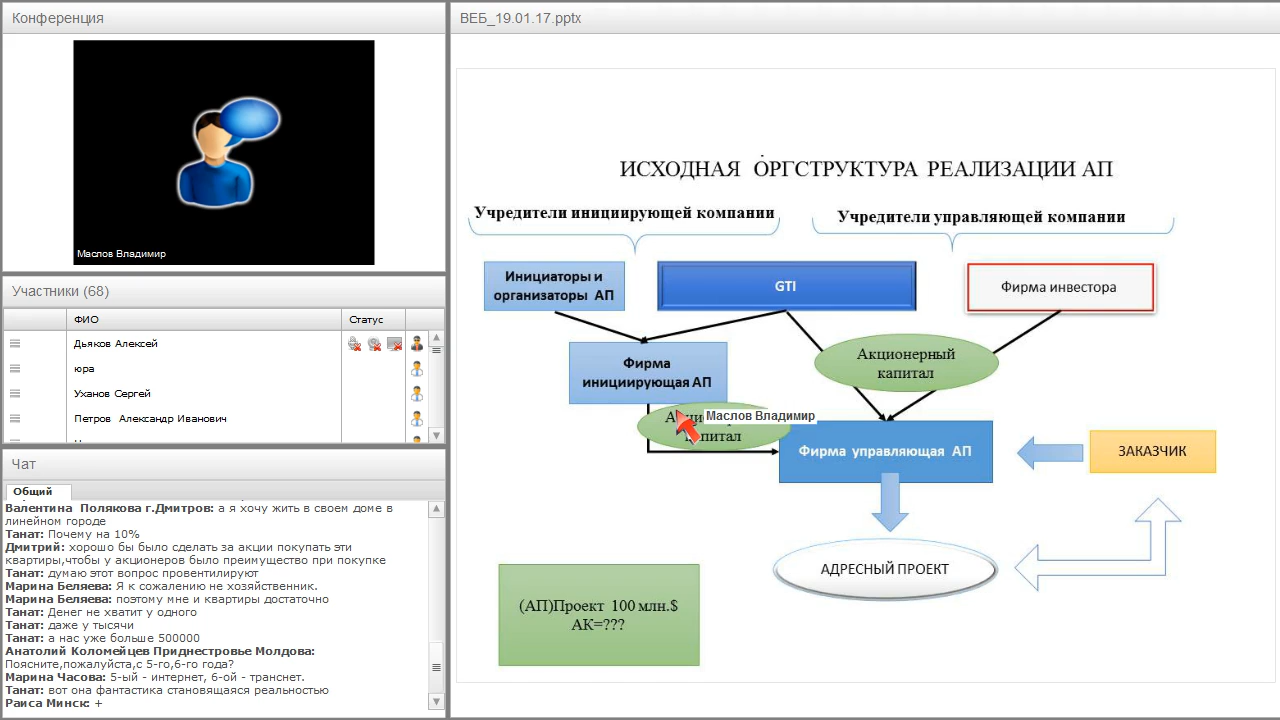 Конференция
Маслов Владимир
Участники (68)
ФИО
Статус
Дьяков Алексей
юра
Уханов Сергей
Петров Александр Иванович
Чат
Общий
Валентина Полякова г.Дмитров: а я хочу жить в своем доме в
линейном городе
Танат: Почему на 10%
Дмитрий: хорошо бы было сделать за акции покупать эти
квартиры,чтобы у акционеров было преимущество при покупке
Танат: думаю этот вопрос провентилируют
Марина Беляева: Я к сожалению не хозяйственник.
Марина Беляева: поэтому мне и квартиры достаточно
Танат: Денег не хватит у одного
Танат: даже у тысячи
Танат: а нас уже больше 500000
Анатолий Коломейцев Приднестровье Молдова:
Поясните,пожалуйста,с 5-го,6-го года?
Марина Часова: 5-ый - интернет, 6-ой - транснет.
Танат: вот она фантастика становящаяся реальностью
Раиса Минск: +
ВЕБ_19.01.17.pptx
ИСХОДНАЯ ОРГСТРУКТУРА РЕАЛИЗАЦИИ АП
Учредители инициирующей компании
Учредители управляющей компании
Инициаторы и
организаторы АП
GTI
Фирма инвестора
Фирма
инициирующая АП
Акционерный
капитал
Маслов Владимир
Фирма управляющая АП
ЗАКАЗЧИК
АДРЕСНЫЙ ПРОЕКТ
(АП)Проект 100 млн.$
АК=???